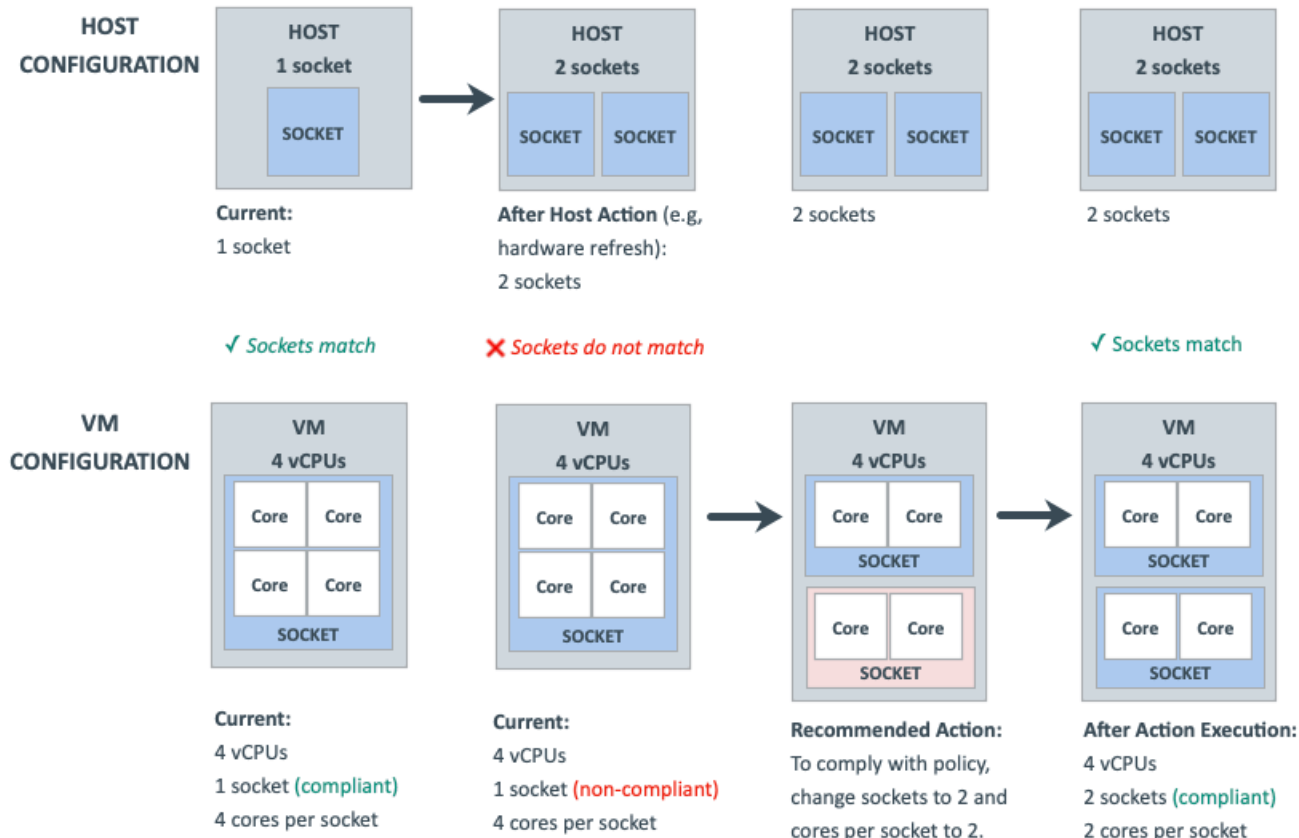 HOST
CONFIGURATION
HOST
1 socket
SOCKET
Current:
1 socket
HOST
2 sockets
SOCKET SOCKET
After Host Action (e.g,
hardware refresh):
2 sockets
HOST
2 sockets
SOCKET SOCKET
2 sockets
HOST
2 sockets
SOCKET SOCKET
2 sockets
✓ Sockets match
❌ Sockets do not match
✓ Sockets match
VM
CONFIGURATION
VM
4 vCPUs
Core Core
Core Core
SOCKET
Current:
4 vCPUs
1 socket (compliant)
4 cores per socket
VM
4 vCPUs
Core Core
Core Core
SOCKET
Current:
4 vCPUs
1 socket (non-compliant)
4 cores per socket
VM
4 vCPUs
Core Core
SOCKET
Core Core
SOCKET
Recommended Action:
To comply with policy,
change sockets to 2 and
cores per socket to 2.
VM
4 vCPUs
Core Core
SOCKET
Core Core
SOCKET
After Action Execution:
4 vCPUs
2 sockets (compliant)
2 cores per socket